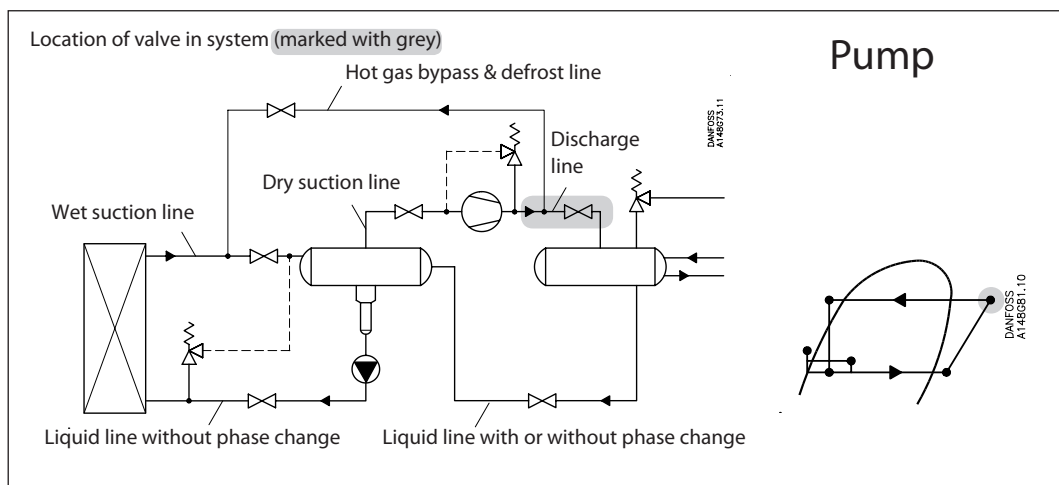 Location of valve in system (marked with grey)
Pump
Hot gas bypass & defrost line
DANFOSS
A148G73.11
Discharge
line
Dry suction line
Wet suction line
DANFOSS
A148G81.10
Liquid line without phase change
Liquid line with or without phase change